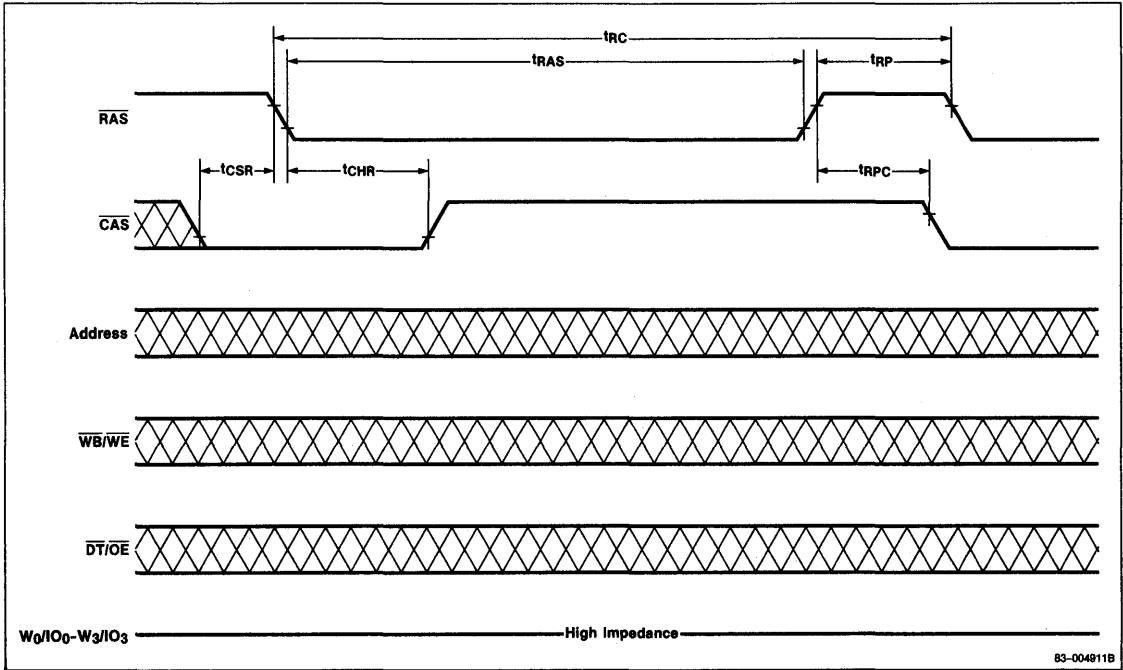 tRC
tRAS
tRP
RAS
tCSR
tCHR
tRPC
CAS
Address
WB/WE
DT/OE
W0/IO0-W3/IO3
High Impedance
83-004911B